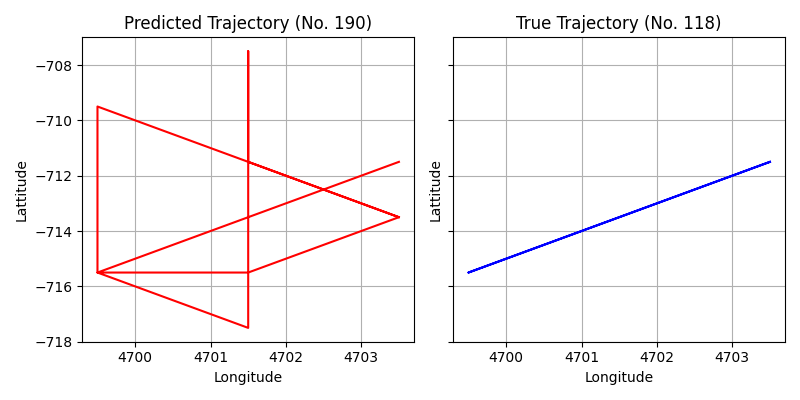 Predicted Trajectory (No. 190)
Lattitude
−708
−710
−712
−714
−716
−718
4700
4701
4702
4703
Longitude
True Trajectory (No. 118)
Lattitude
4700
4701
4702
4703
Longitude